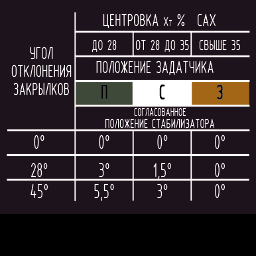 ЦЕНТРОВКА Xт % САХ
ДО 28 ОТ 28 ДО 35 СВЫШЕ 35
УГОЛ ОТКЛОНЕНИЯ ЗАКРЫЛКОВ
ПОЛОЖЕНИЕ ЗАДАТЧИКА
П С З
СОГЛАСОВАННОЕ
ПОЛОЖЕНИЕ СТАБИЛИЗАТОРА
0° 0° 0° 0°
28° 3° 1,5° 0°
45° 5,5° 3° 0°